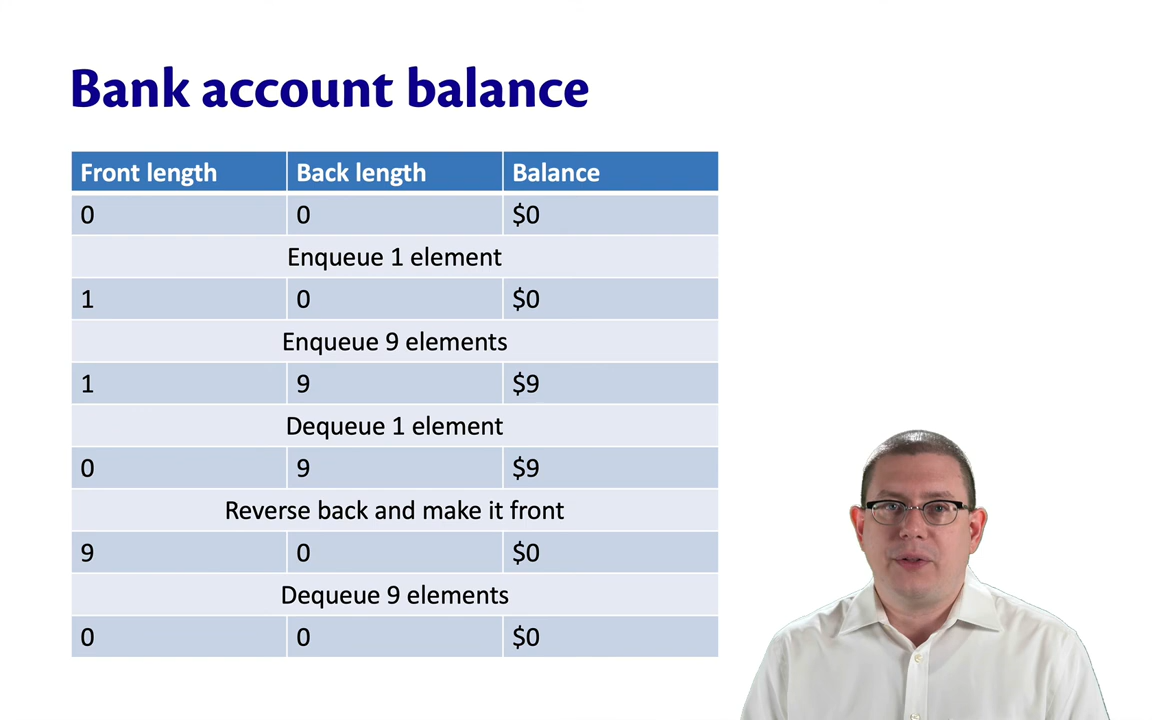 Bank account balance
Front length Back length Balance
0 0 $0
Enqueue 1 element
1 0 $0
Enqueue 9 elements
1 9 $9
Dequeue 1 element
0 9 $9
Reverse back and make it front
9 0 $0
Dequeue 9 elements
0 0 $0